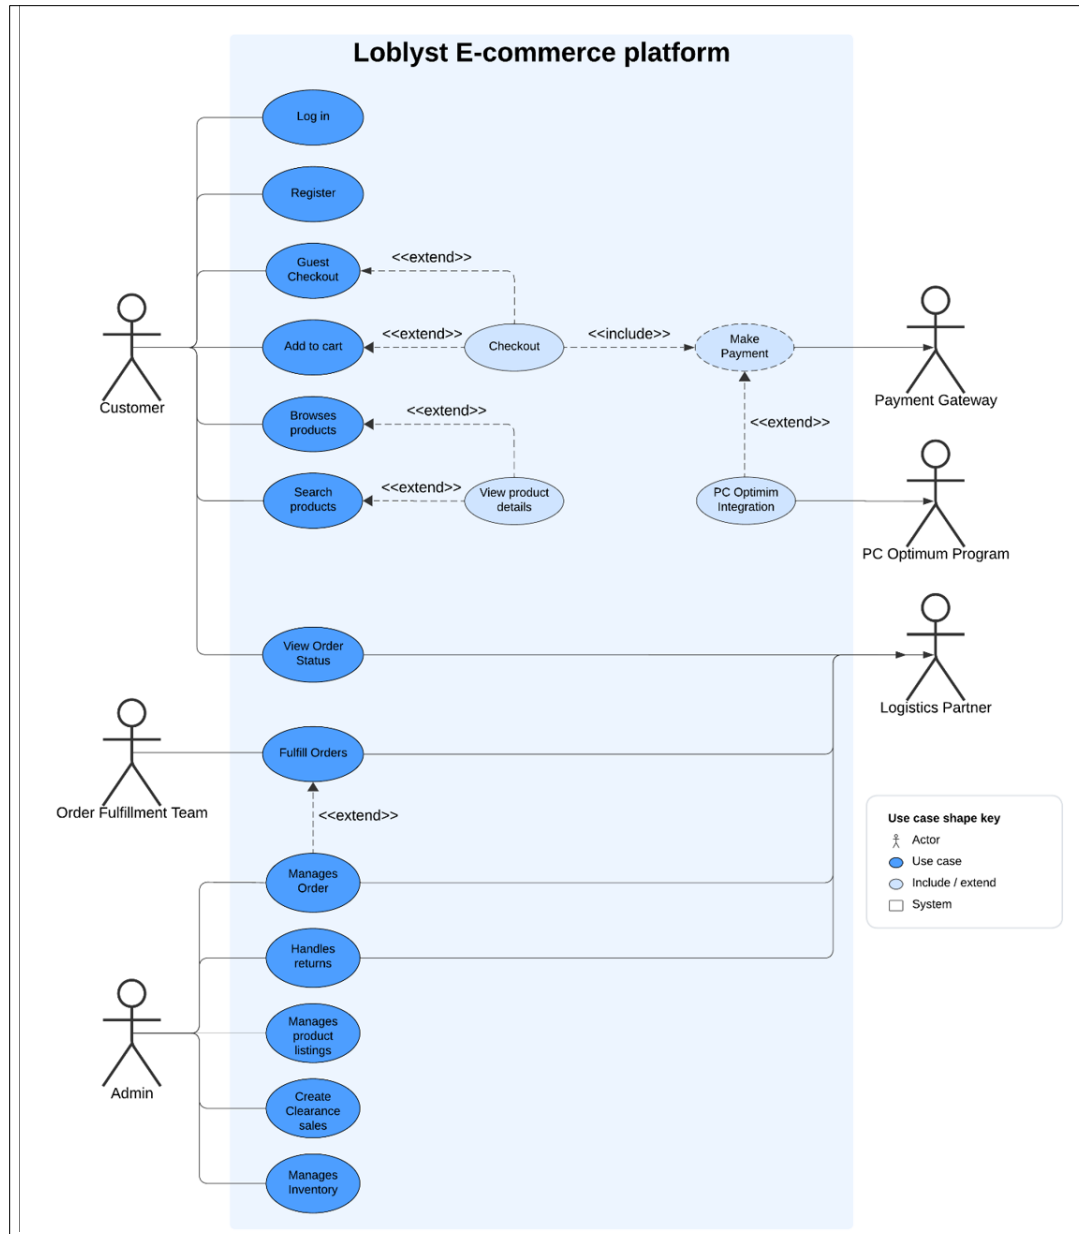 Loblyst E-commerce platform
Log in
Register
<<extend>>
Guest
Checkout
Add to cart
<<extend>>
Checkout
<<include>>
Make
Payment
Customer
Payment Gateway
Browses
products
<<extend>>
<<extend>>
Search
products
<<extend>>
View product
details
PC Optimim
Integration
PC Optimum Program
View Order
Status
Logistics Partner
Fulfill Orders
Order Fulfillment Team
<<extend>>
Use case shape key
Actor
Use case
Include / extend
System
Manages
Order
Handles
returns
Manages
product
listings
Admin
Create
Clearance
sales
Manages
Inventory